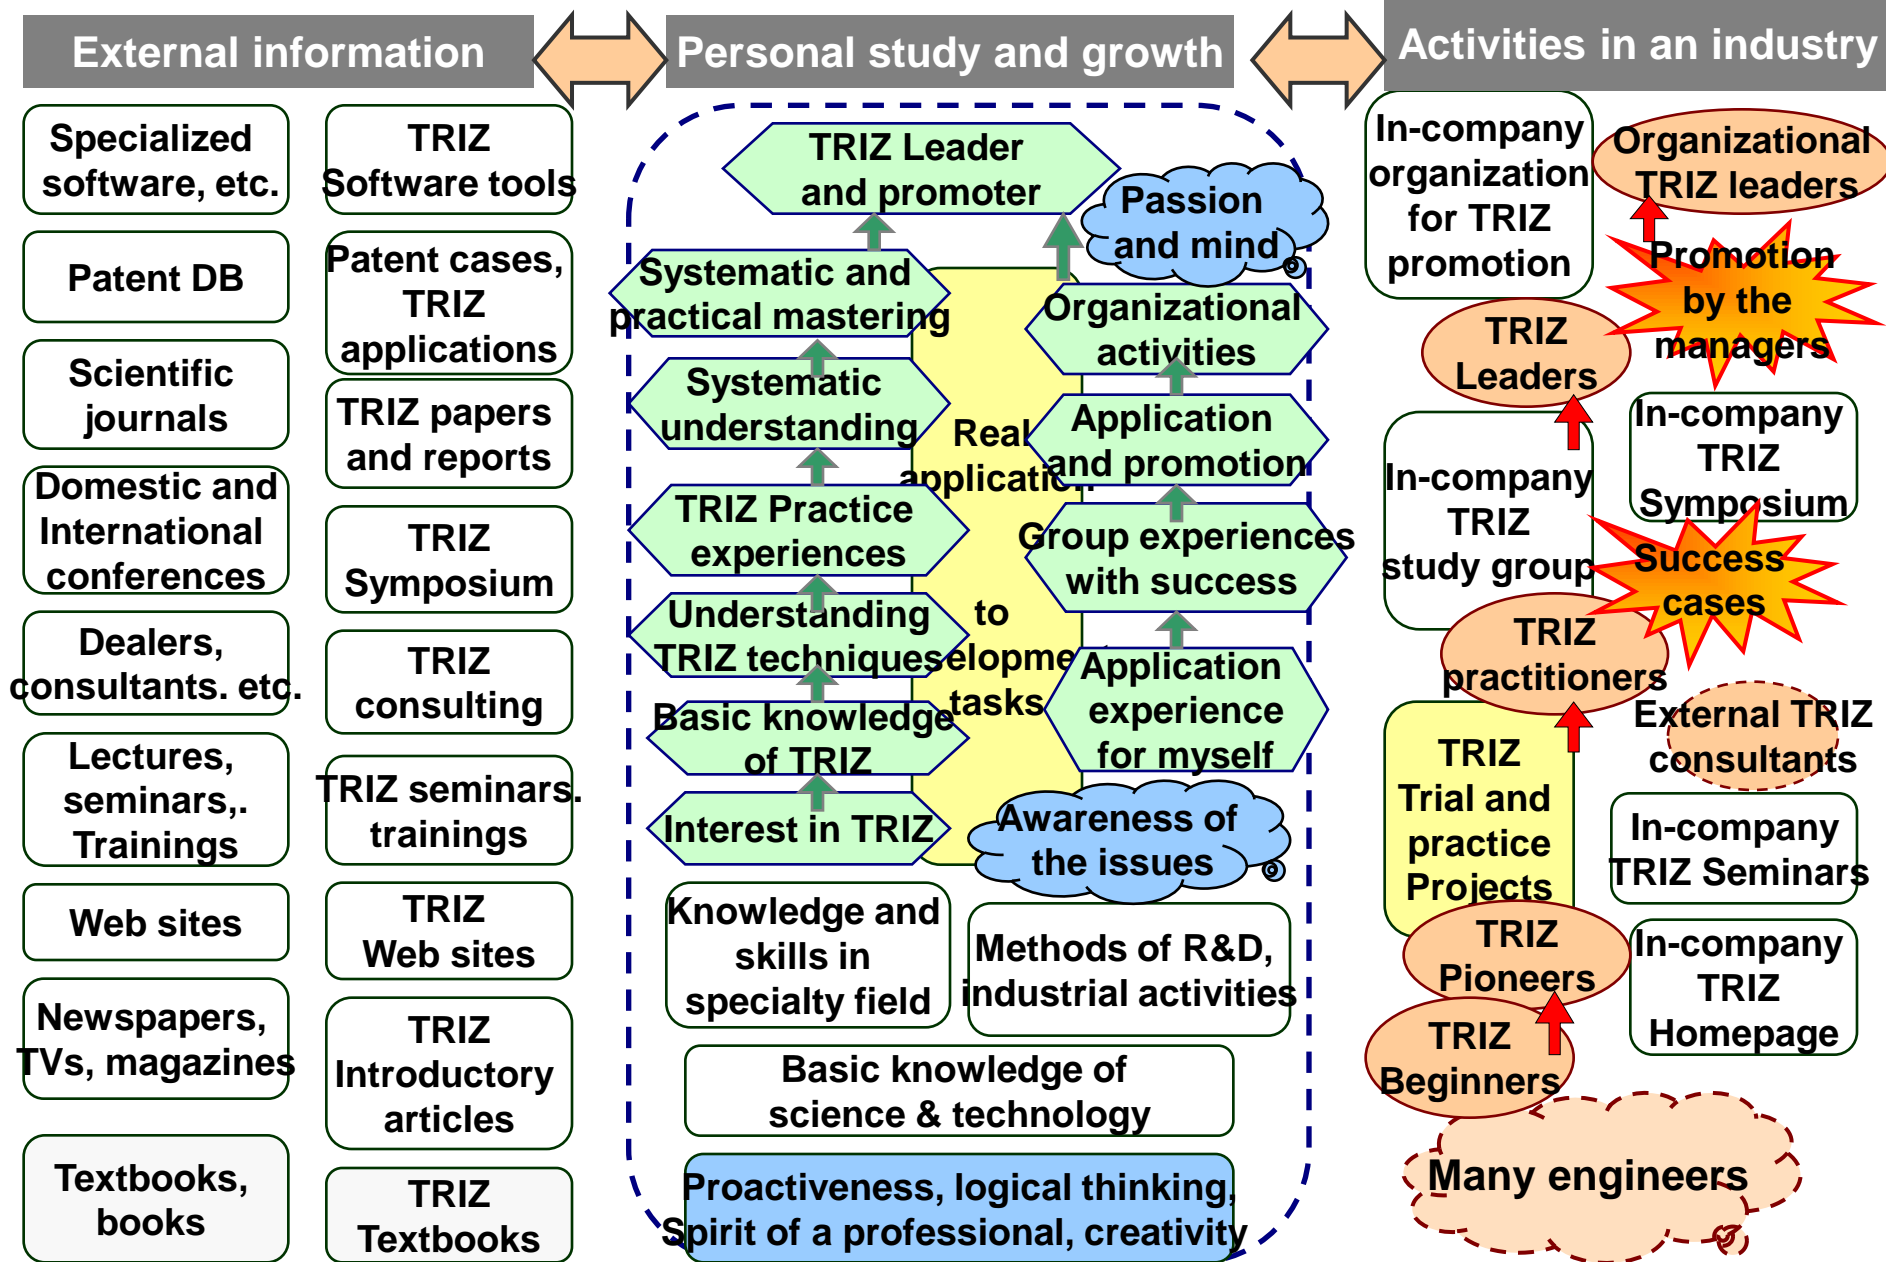 External information
Personal study and growth
Activities in an industry
Specialized
software, etc.
Patent DB
Scientific
journals
Domestic and
International
conferences
Dealers,
consultants. etc.
Lectures,
seminars,.
Trainings
Web sites
Newspapers,
TVs, magazines
Textbooks,
books
TRIZ
Software tools
Patent cases,
TRIZ
applications
TRIZ papers
and reports
TRIZ
Symposium
TRIZ
consulting
TRIZ seminars.
trainings
TRIZ
Web sites
TRIZ
Introductory
articles
TRIZ
Textbooks
TRIZ Leader
and promoter
Passion
and mind
Systematic and
practical mastering
Systematic
understanding
TRIZ Practice
experiences
Understanding
TRIZ techniques
Basic knowledge
of TRIZ
Interest in TRIZ
Real
application
to
elopme
tasks
Organizational
activities
Application
and promotion
Group experiences
with success
Application
experience
for myself
Awareness of
the issues
Knowledge and
skills in
specialty field
Methods of R&D,
industrial activities
Basic knowledge of
science & technology
Proactiveness, logical thinking,
Spirit of a professional, creativity
In-company
organization
for TRIZ
promotion
Organizational
TRIZ leaders
Promotion
by the
managers
TRIZ
Leaders
In-company
TRIZ
Symposium
In-company
TRIZ
study group
Success
cases
TRIZ
practitioners
External TRIZ
consultants
TRIZ
Trial and
practice
Projects
In-company
TRIZ Seminars
TRIZ
Pioneers
In-company
TRIZ
Homepage
TRIZ
Beginners
Many engineers